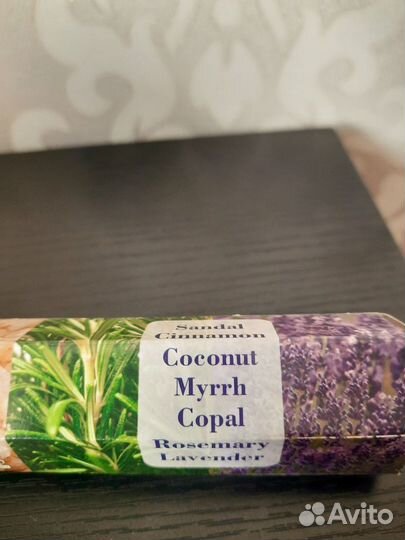 Sandal
Cinnamon
Coconut
Myrrh
Copal
Rosemary
Lavender
Avito